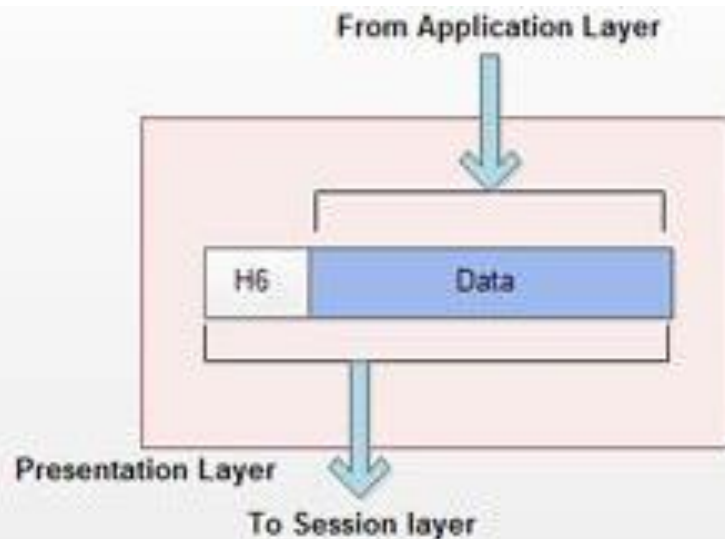 From Application Layer
H6 Data
Presentation Layer
To Session layer